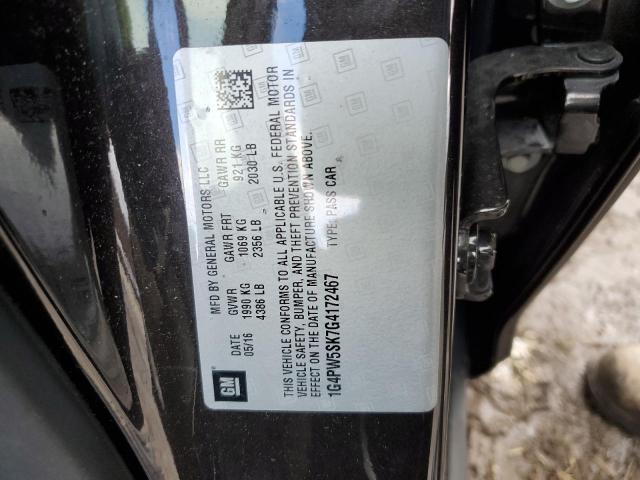 MFD BY GENERAL MOTORS LLC
DATE GVWR GAWR FRT GAWR RR
05/16 1990 KG 1069 KG 921 KG
4386 LB 2356 LB 2030 LB
THIS VEHICLE CONFORMS TO ALL APPLICABLE U.S. FEDERAL MOTOR
VEHICLE SAFETY, BUMPER, AND THEFT PREVENTION STANDARDS IN
EFFECT ON THE DATE OF MANUFACTURE SHOWN ABOVE.
1G4PW5SK7G4172467 TYPE: PASS CAR
GM